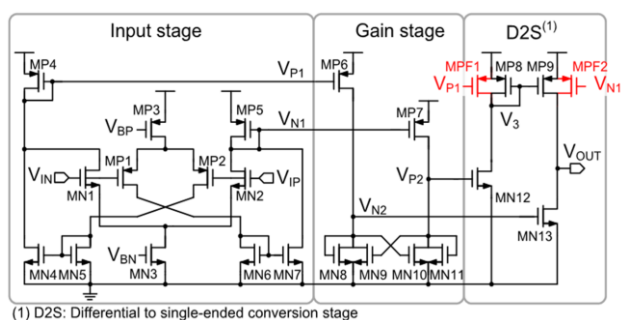 Input stage
Gain stage
D2S(1)
MP4
VP1
MP6
MPF1
MP8
MP9
MPF2
VP1
VN1
MP3
MP5
VBP
VN1
MP7
V3
VIN
MP1
MP2
VIP
MN1
MN2
VP2
VOUT
MN12
VN2
MN13
VBN
MN4
MN5
MN3
MN6
MN7
MN8
MN9
MN10
MN11
(1) D2S: Differential to single-ended conversion stage